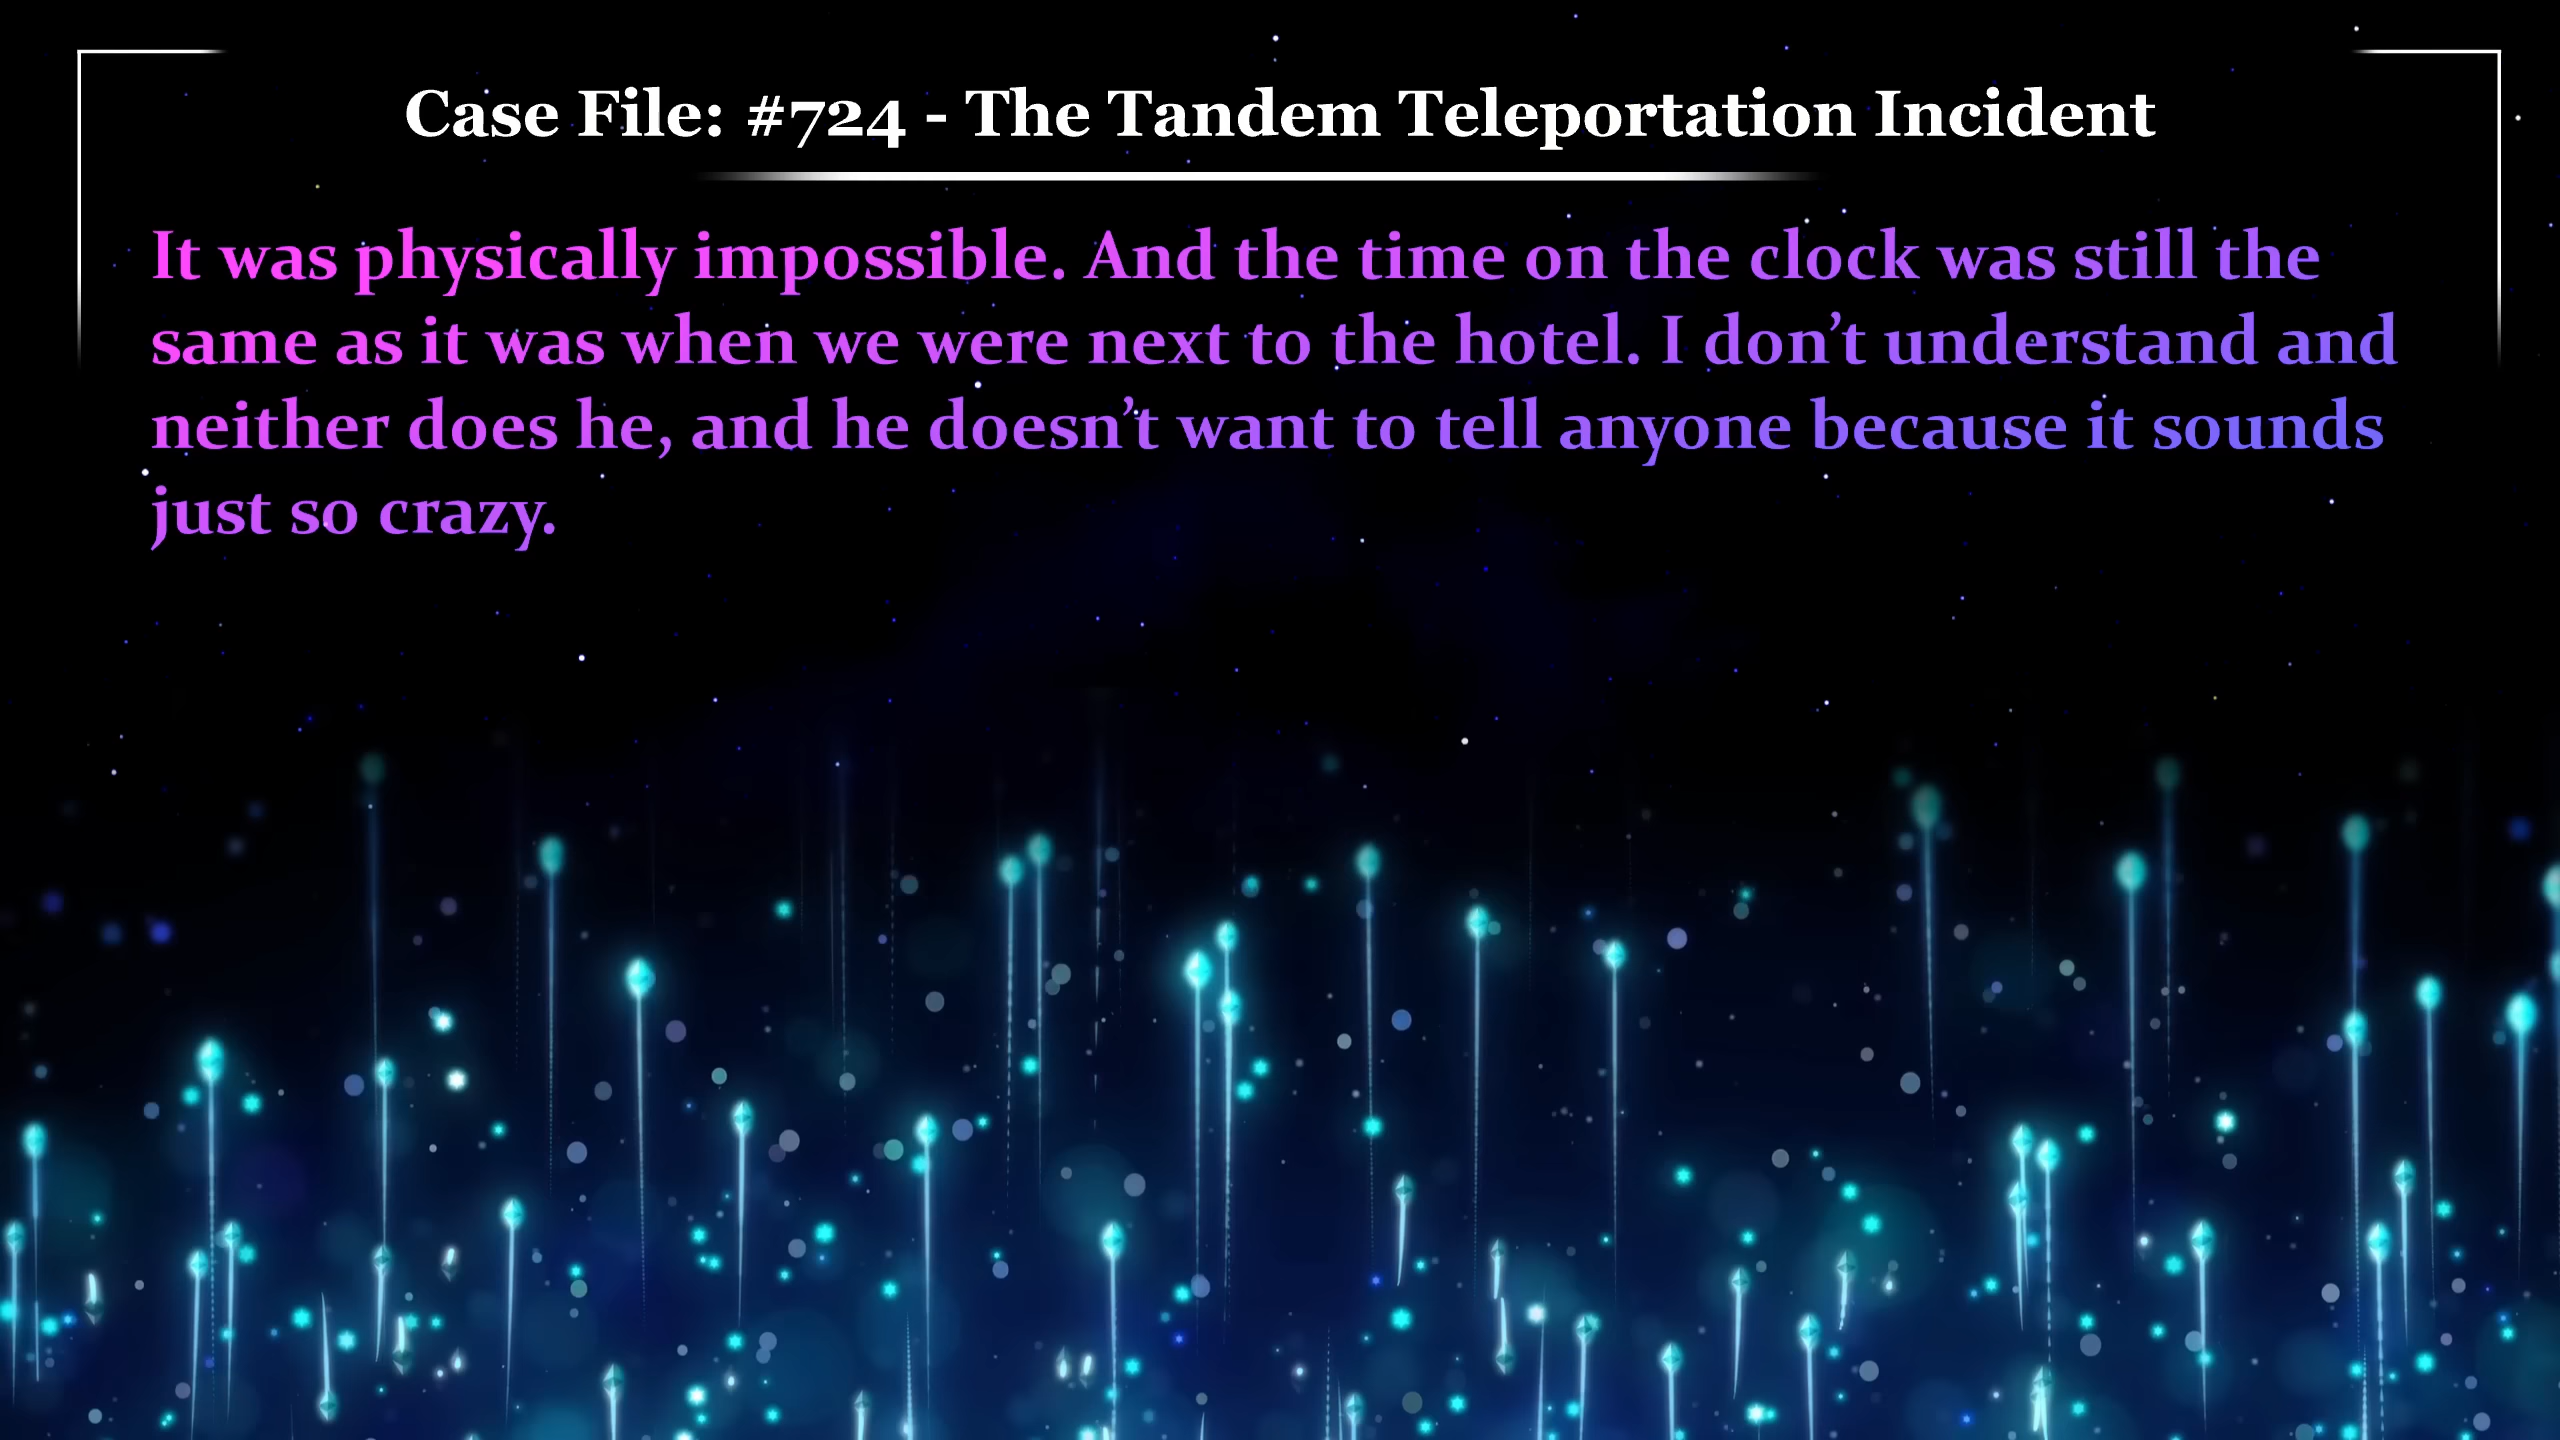 Case File: #724 - The Tandem Teleportation Incident
It was physically impossible. And the time on the clock was still the
same as it was when we were next to the hotel. I don’t understand and
neither does he, and he doesn’t want to tell anyone because it sounds
just so crazy.